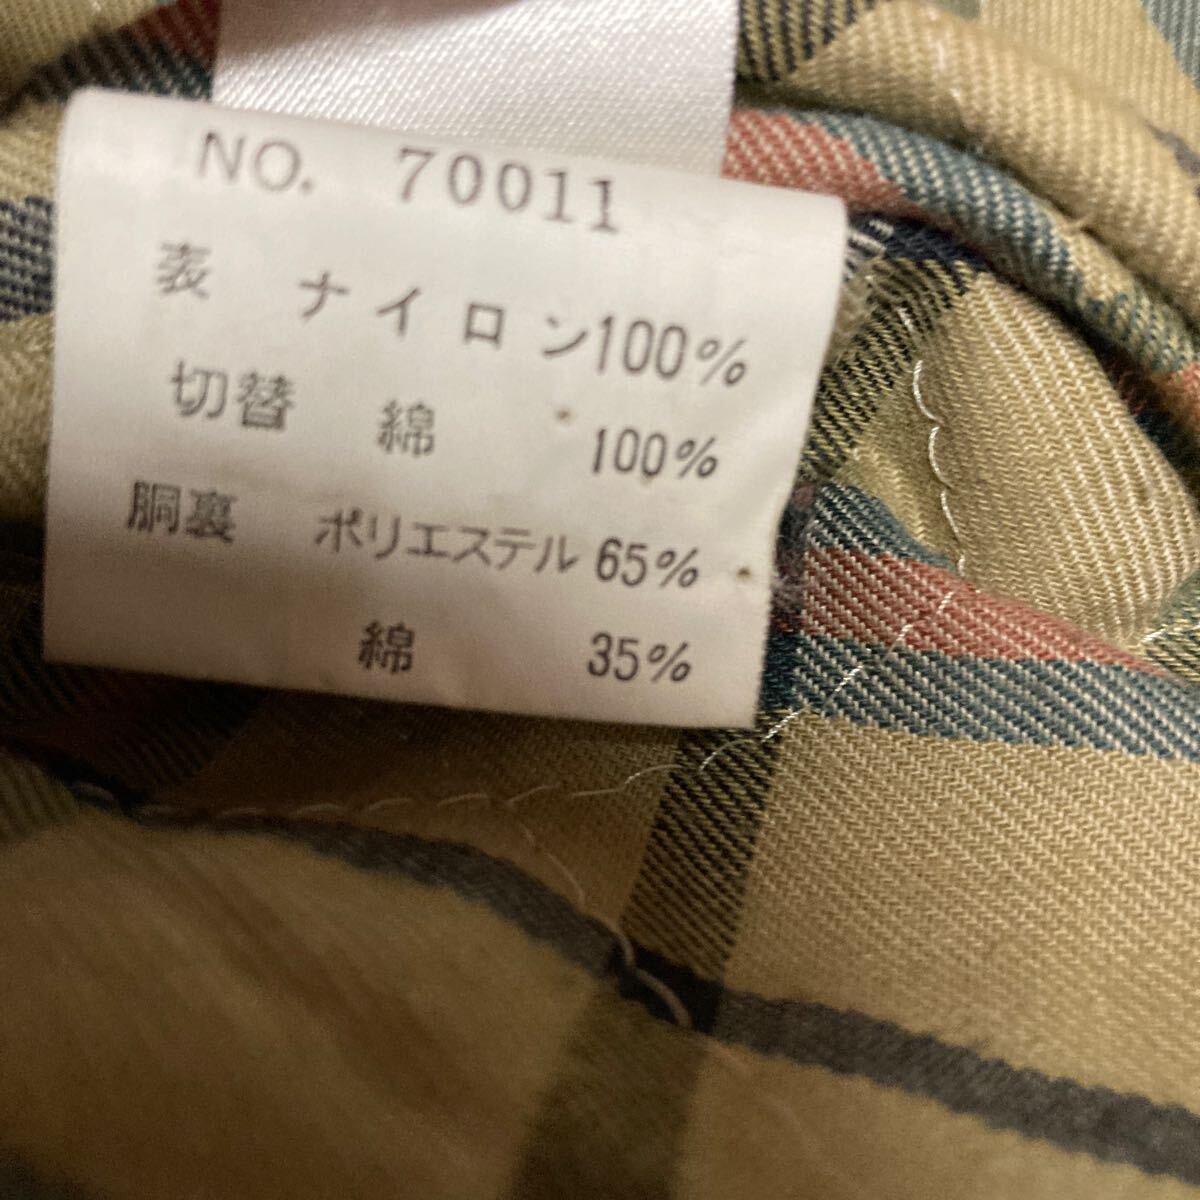 NO. 70011
表 ナイロン100%
切替 綿 100%
胴裏 ポリエステル 65%
綿 35%